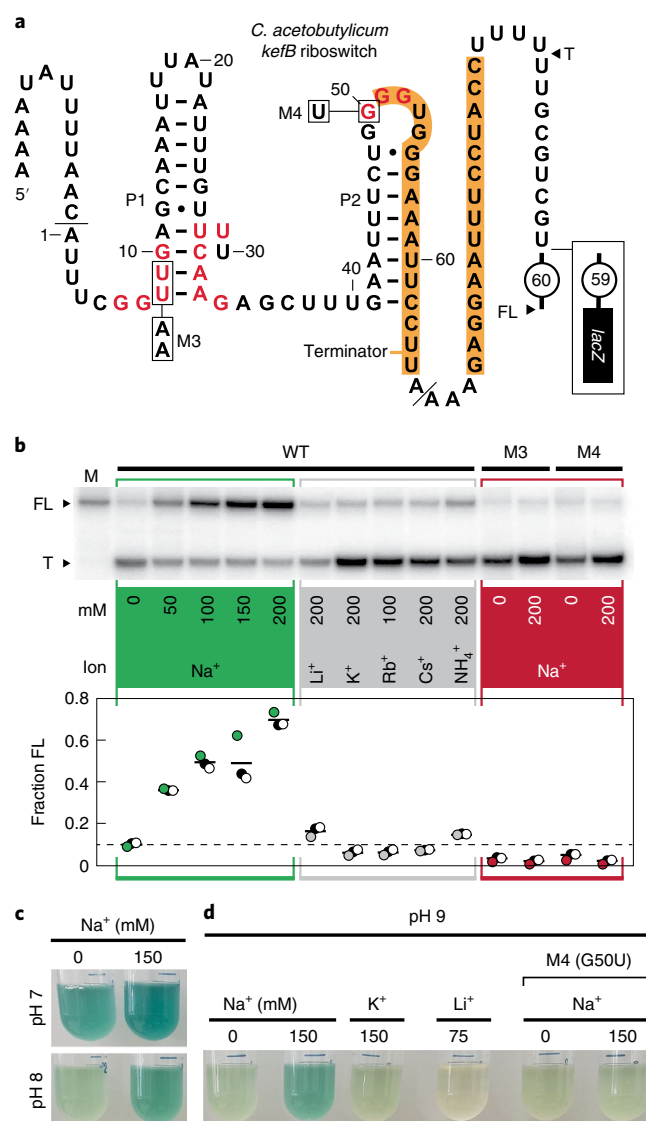 a
C. acetobutylicum
kefB riboswitch
5′
AAAAUAUUUUAACAUUUCGGUUGAGCGAAAUUUUAUAUUUGUUCAAGAGCUUUGAAUUUCUGGGGUGGGAAAUUCCUUAAAAGAGGAAUUUCCUACCUUUUUUGCGUCGU
U
U
1
10
20
30
40
50
60
P1
P2
M3
A
A
M4
U
Terminator
T
FL
60
59
lacZ
b
WT
M3
M4
M
FL
T
mM
0
50
100
150
200
200
200
100
200
200
0
200
0
200
Ion
Na+
Li+
K+
Rb+
Cs+
NH4+
Na+
Fraction FL
0.8
0.6
0.4
0.2
0
c
Na+ (mM)
0
150
pH 7
pH 8
d
pH 9
M4 (G50U)
Na+ (mM)
K+
Li+
Na+
0
150
150
75
0
150